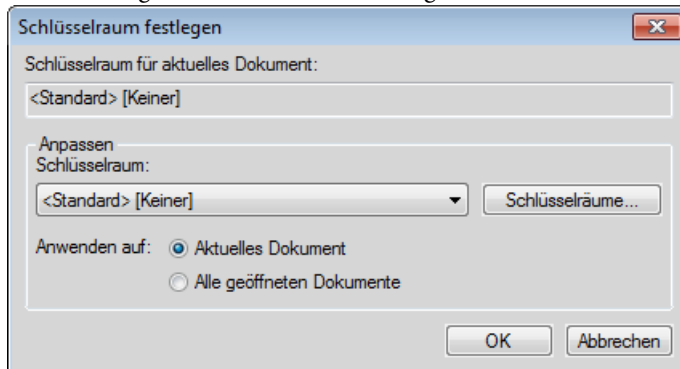 Schlüsselraum festlegen
Schlüsselraum für aktuelles Dokument:
<Standard> [Keiner]
Anpassen
Schlüsselraum:
<Standard> [Keiner]
Schlüsselräume...
Anwenden auf:
Aktuelles Dokument
Alle geöffneten Dokumente
OK
Abbrechen